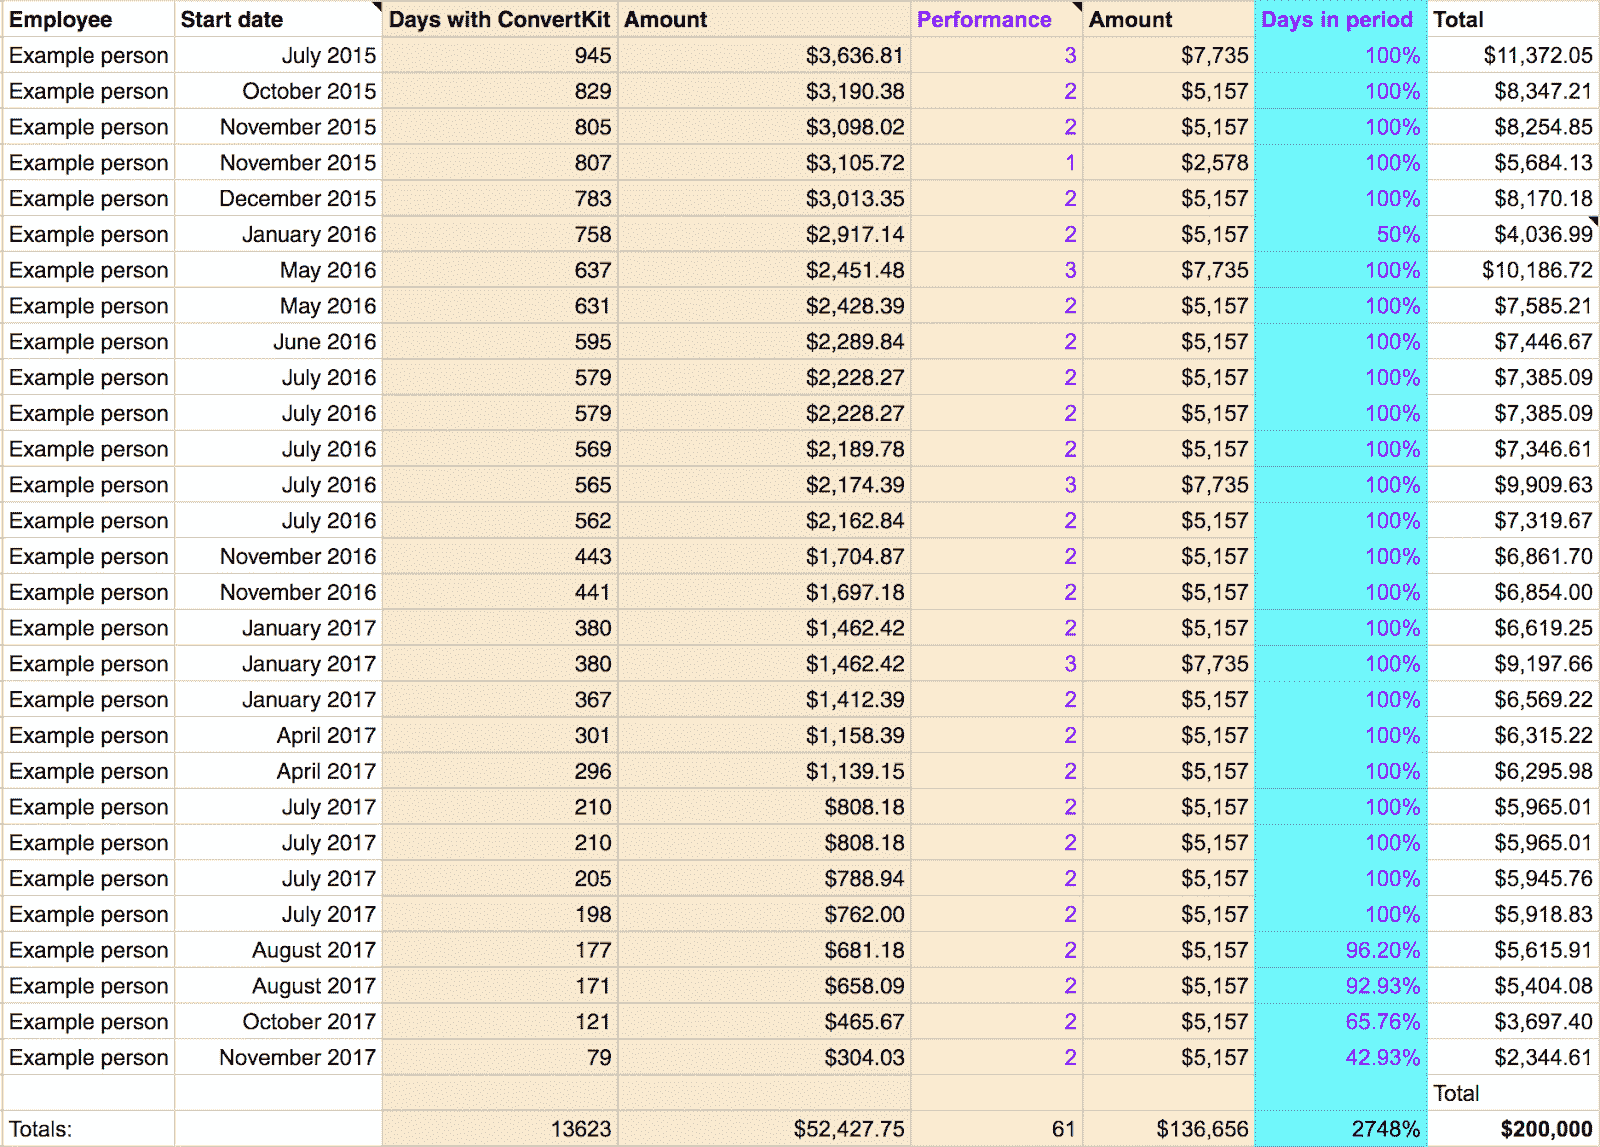 Employee Start date Days with ConvertKit Amount Performance Amount Days in period Total
Example person July 2015 945 $3,636.81 3 $7,735 100% $11,372.05
Example person October 2015 829 $3,190.38 2 $5,157 100% $8,347.21
Example person November 2015 805 $3,098.02 2 $5,157 100% $8,254.85
Example person November 2015 807 $3,105.72 1 $2,578 100% $5,684.13
Example person December 2015 783 $3,013.35 2 $5,157 100% $8,170.18
Example person January 2016 758 $2,917.14 2 $5,157 50% $4,036.99
Example person May 2016 637 $2,451.48 3 $7,735 100% $10,186.72
Example person May 2016 631 $2,428.39 2 $5,157 100% $7,585.21
Example person June 2016 595 $2,289.84 2 $5,157 100% $7,446.67
Example person July 2016 579 $2,228.27 2 $5,157 100% $7,385.09
Example person July 2016 579 $2,228.27 2 $5,157 100% $7,385.09
Example person July 2016 569 $2,189.78 2 $5,157 100% $7,346.61
Example person July 2016 565 $2,174.39 3 $7,735 100% $9,909.63
Example person July 2016 562 $2,162.84 2 $5,157 100% $7,319.67
Example person November 2016 443 $1,704.87 2 $5,157 100% $6,861.70
Example person November 2016 441 $1,697.18 2 $5,157 100% $6,854.00
Example person January 2017 380 $1,462.42 2 $5,157 100% $6,619.25
Example person January 2017 380 $1,462.42 3 $7,735 100% $9,197.66
Example person January 2017 367 $1,412.39 2 $5,157 100% $6,569.22
Example person April 2017 301 $1,158.39 2 $5,157 100% $6,315.22
Example person April 2017 296 $1,139.15 2 $5,157 100% $6,295.98
Example person July 2017 210 $808.18 2 $5,157 100% $5,965.01
Example person July 2017 210 $808.18 2 $5,157 100% $5,965.01
Example person July 2017 205 $788.94 2 $5,157 100% $5,945.76
Example person July 2017 198 $762.00 2 $5,157 100% $5,918.83
Example person August 2017 177 $681.18 2 $5,157 96.20% $5,615.91
Example person August 2017 171 $658.09 2 $5,157 92.93% $5,404.08
Example person October 2017 121 $465.67 2 $5,157 65.76% $3,697.40
Example person November 2017 79 $304.03 2 $5,157 42.93% $2,344.61
Total
Totals: 13623 $52,427.75 61 $136,656 2748% $200,000